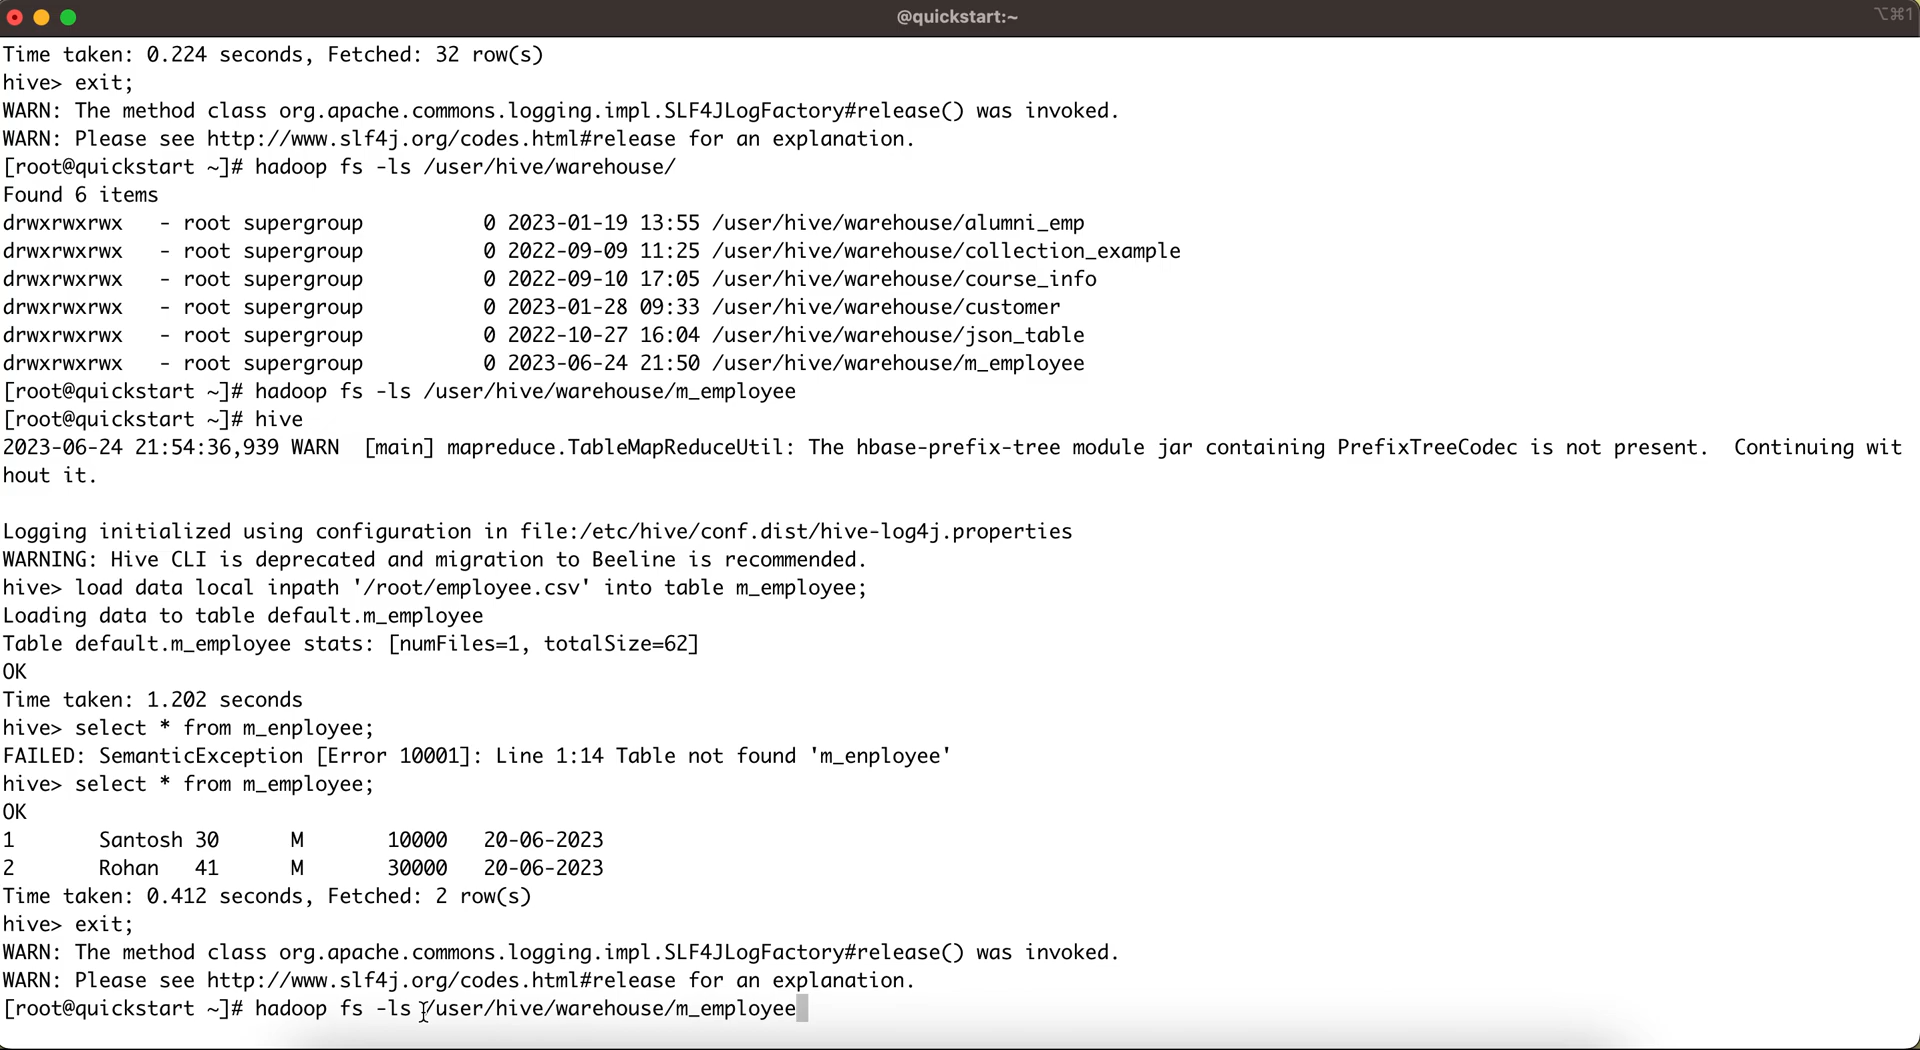 @quickstart:~
⌥⌘1
Time taken: 0.224 seconds, Fetched: 32 row(s)
hive> exit;
WARN: The method class org.apache.commons.logging.impl.SLF4JLogFactory#release() was invoked.
WARN: Please see http://www.slf4j.org/codes.html#release for an explanation.
[root@quickstart ~]# hadoop fs -ls /user/hive/warehouse/
Found 6 items
drwxrwxrwx   - root supergroup          0 2023-01-19 13:55 /user/hive/warehouse/alumni_emp
drwxrwxrwx   - root supergroup          0 2022-09-09 11:25 /user/hive/warehouse/collection_example
drwxrwxrwx   - root supergroup          0 2022-09-10 17:05 /user/hive/warehouse/course_info
drwxrwxrwx   - root supergroup          0 2023-01-28 09:33 /user/hive/warehouse/customer
drwxrwxrwx   - root supergroup          0 2022-10-27 16:04 /user/hive/warehouse/json_table
drwxrwxrwx   - root supergroup          0 2023-06-24 21:50 /user/hive/warehouse/m_employee
[root@quickstart ~]# hadoop fs -ls /user/hive/warehouse/m_employee
[root@quickstart ~]# hive
2023-06-24 21:54:36,939 WARN  [main] mapreduce.TableMapReduceUtil: The hbase-prefix-tree module jar containing PrefixTreeCodec is not present.  Continuing wit
hout it.
Logging initialized using configuration in file:/etc/hive/conf.dist/hive-log4j.properties
WARNING: Hive CLI is deprecated and migration to Beeline is recommended.
hive> load data local inpath '/root/employee.csv' into table m_employee;
Loading data to table default.m_employee
Table default.m_employee stats: [numFiles=1, totalSize=62]
OK
Time taken: 1.202 seconds
hive> select * from m_enployee;
FAILED: SemanticException [Error 10001]: Line 1:14 Table not found 'm_enployee'
hive> select * from m_employee;
OK
1       Santosh 30      M       10000   20-06-2023
2       Rohan   41      M       30000   20-06-2023
Time taken: 0.412 seconds, Fetched: 2 row(s)
hive> exit;
WARN: The method class org.apache.commons.logging.impl.SLF4JLogFactory#release() was invoked.
WARN: Please see http://www.slf4j.org/codes.html#release for an explanation.
[root@quickstart ~]# hadoop fs -ls /user/hive/warehouse/m_employee